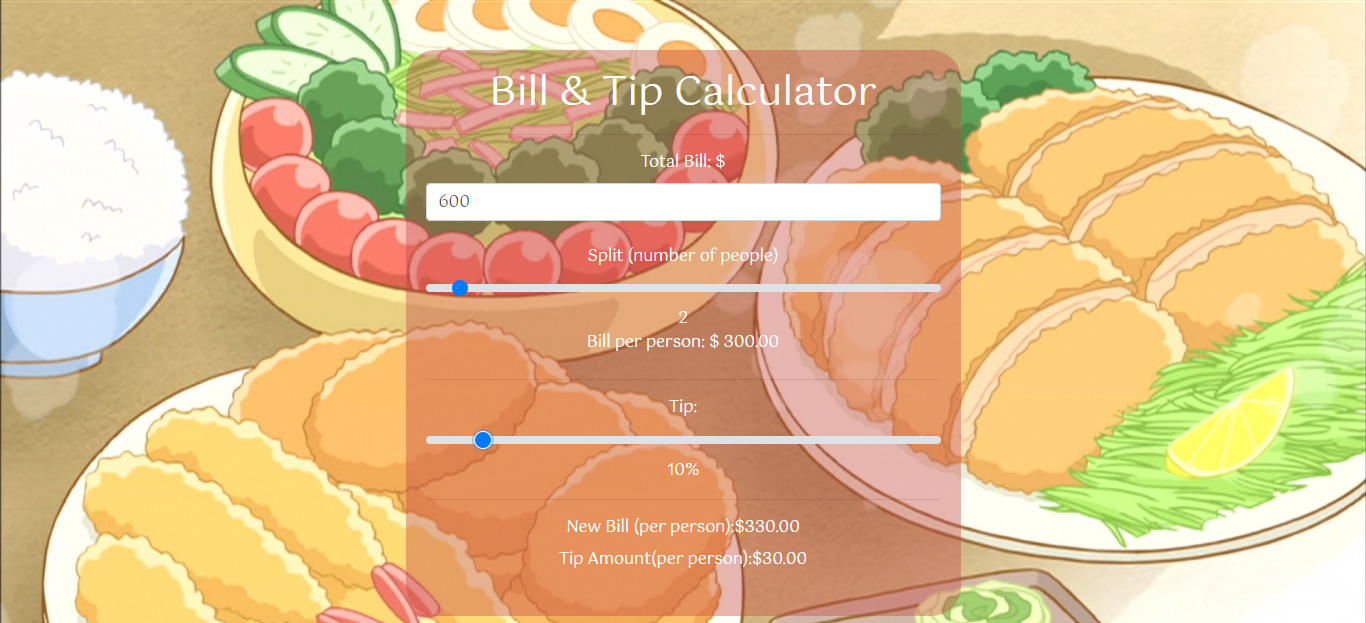 Bill & Tip Calculator
Total Bill: $
600
Split (number of people)
2
Bill per person: $ 300.00
Tip:
10%
New Bill (per person):$330.00
Tip Amount(per person):$30.00